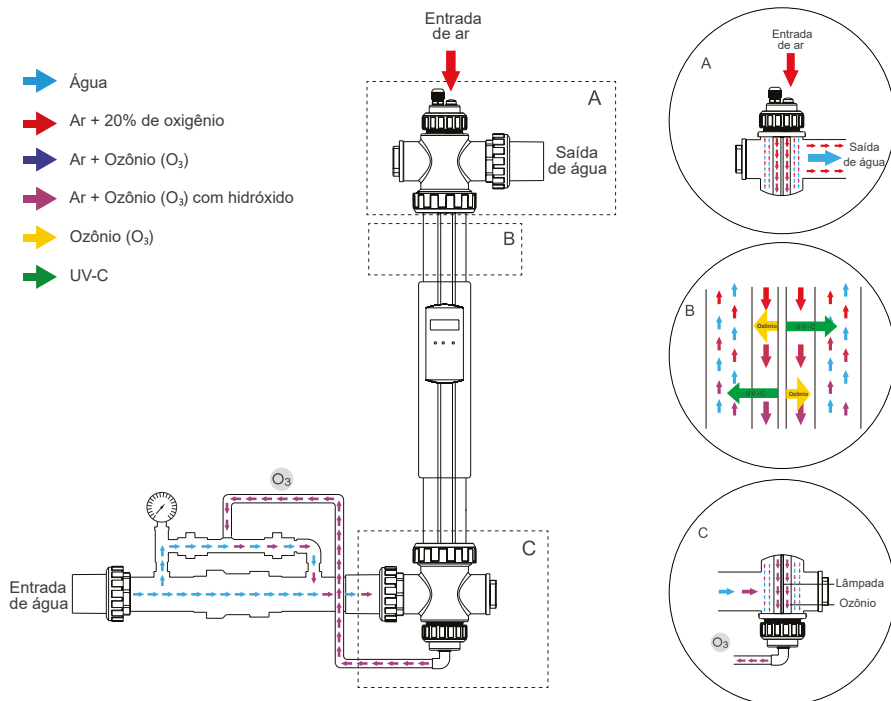 Entrada
de ar
Água
Ar + 20% de oxigênio
Ar + Ozônio (O₃)
Ar + Ozônio (O₃) com hidróxido
Ozônio (O₃)
UV-C
A
Saída
de água
B
O₃
C
Entrada
de água
A
Entrada
de ar
Saída
de água
B
Ozônio
UV-C
UV-C
Ozônio
C
Lâmpada
Ozônio
O₃